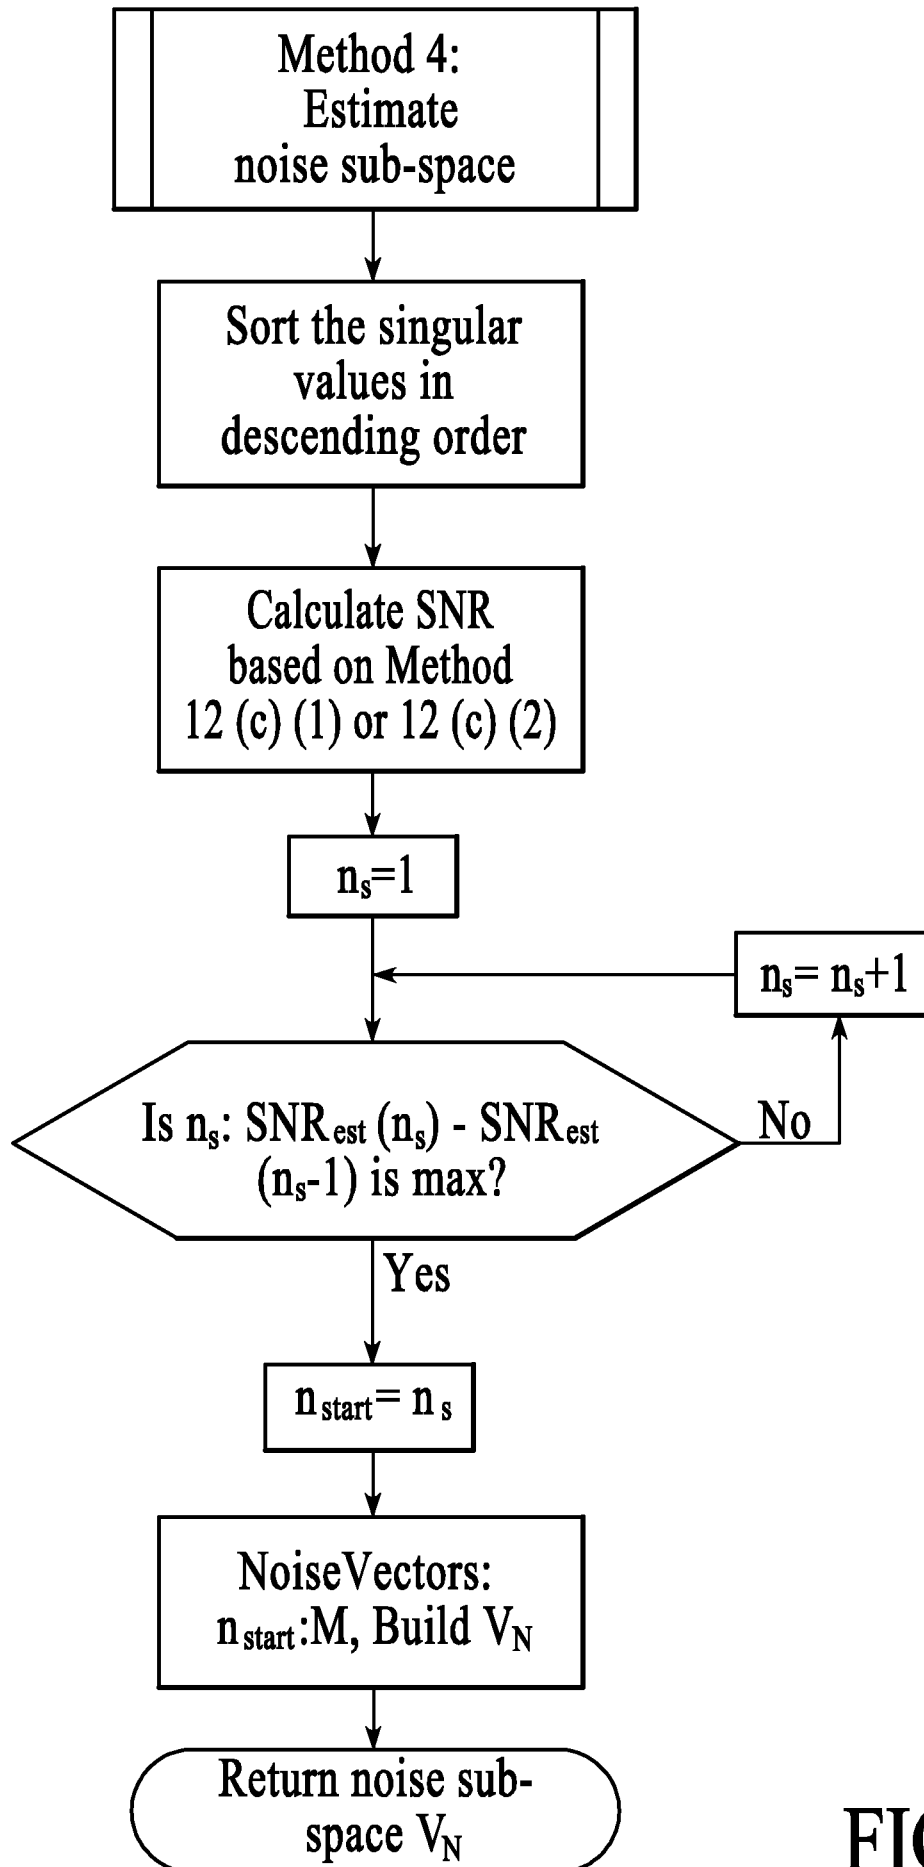 Method 4:
Estimate
noise sub-space
Sort the singular
values in
descending order
Calculate SNR
based on Method
12 (c) (1) or 12 (c) (2)
nₛ=1
nₛ= nₛ+1
Is nₛ: SNRest (nₛ) - SNRest
(nₛ-1) is max?
No
Yes
nstart= nₛ
NoiseVectors:
nstart:M, Build VN
Return noise sub-
space VN